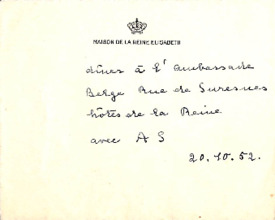 MAISON DE LA REINE ELISABETH
dîner à l'Ambassade
Belge Rue de Suresnes
hôtes de la Reine
avec A S
20.10.52.